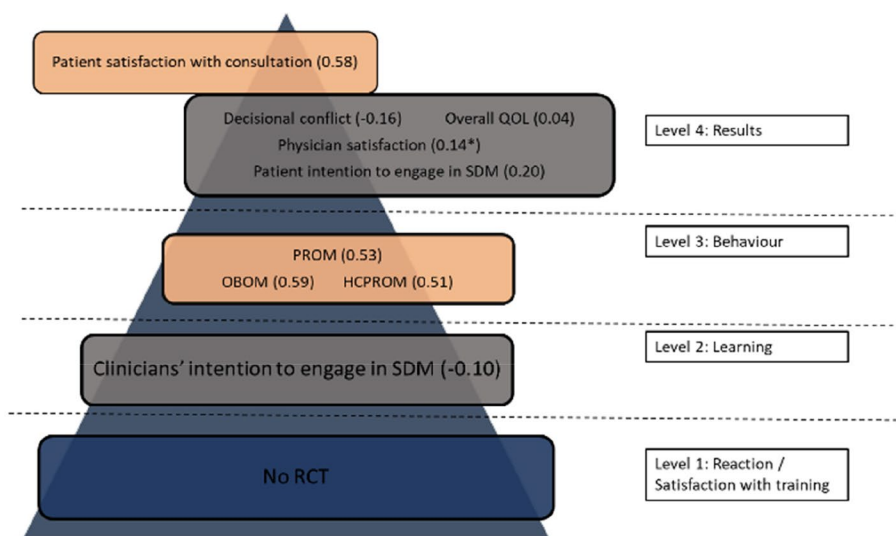 Patient satisfaction with consultation (0.58)
Decisional conflict (-0.16) Overall QOL (0.04)
Physician satisfaction (0.14*)
Patient intention to engage in SDM (0.20)
Level 4: Results
PROM (0.53)
OBOM (0.59) HCPROM (0.51)
Level 3: Behaviour
Clinicians' intention to engage in SDM (-0.10)
Level 2: Learning
No RCT
Level 1: Reaction /
Satisfaction with training